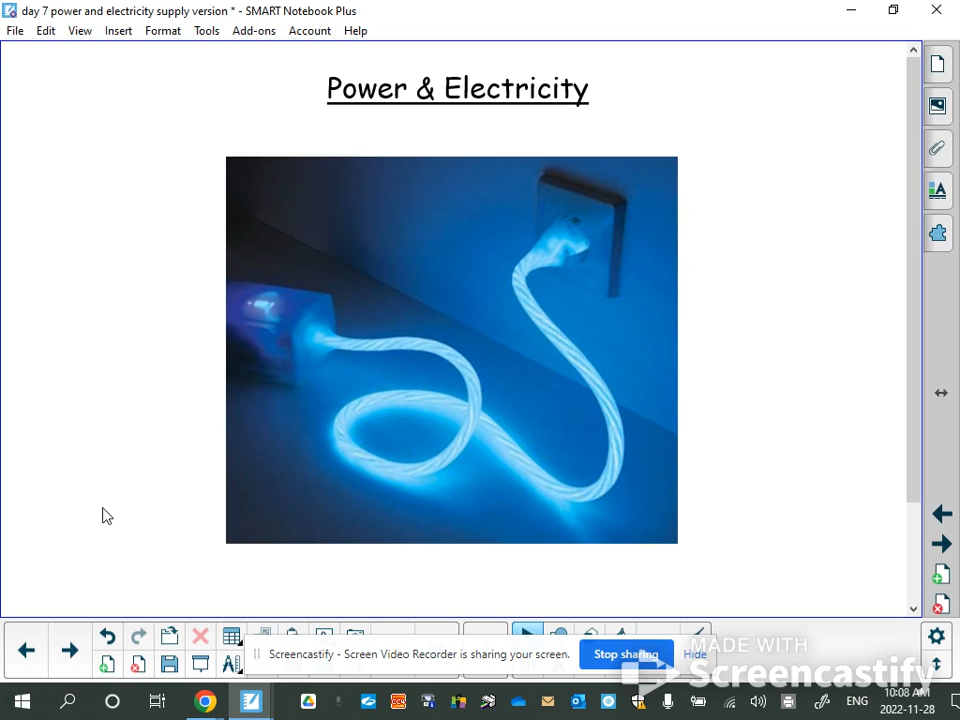 day 7 power and electricity supply version * - SMART Notebook Plus
File Edit View Insert Format Tools Add-ons Account Help
Power & Electricity
Screencastify - Screen Video Recorder is sharing your screen. Stop sharing Hide
MADE WITH
Screencastify
ENG
10:08 AM
2022-11-28